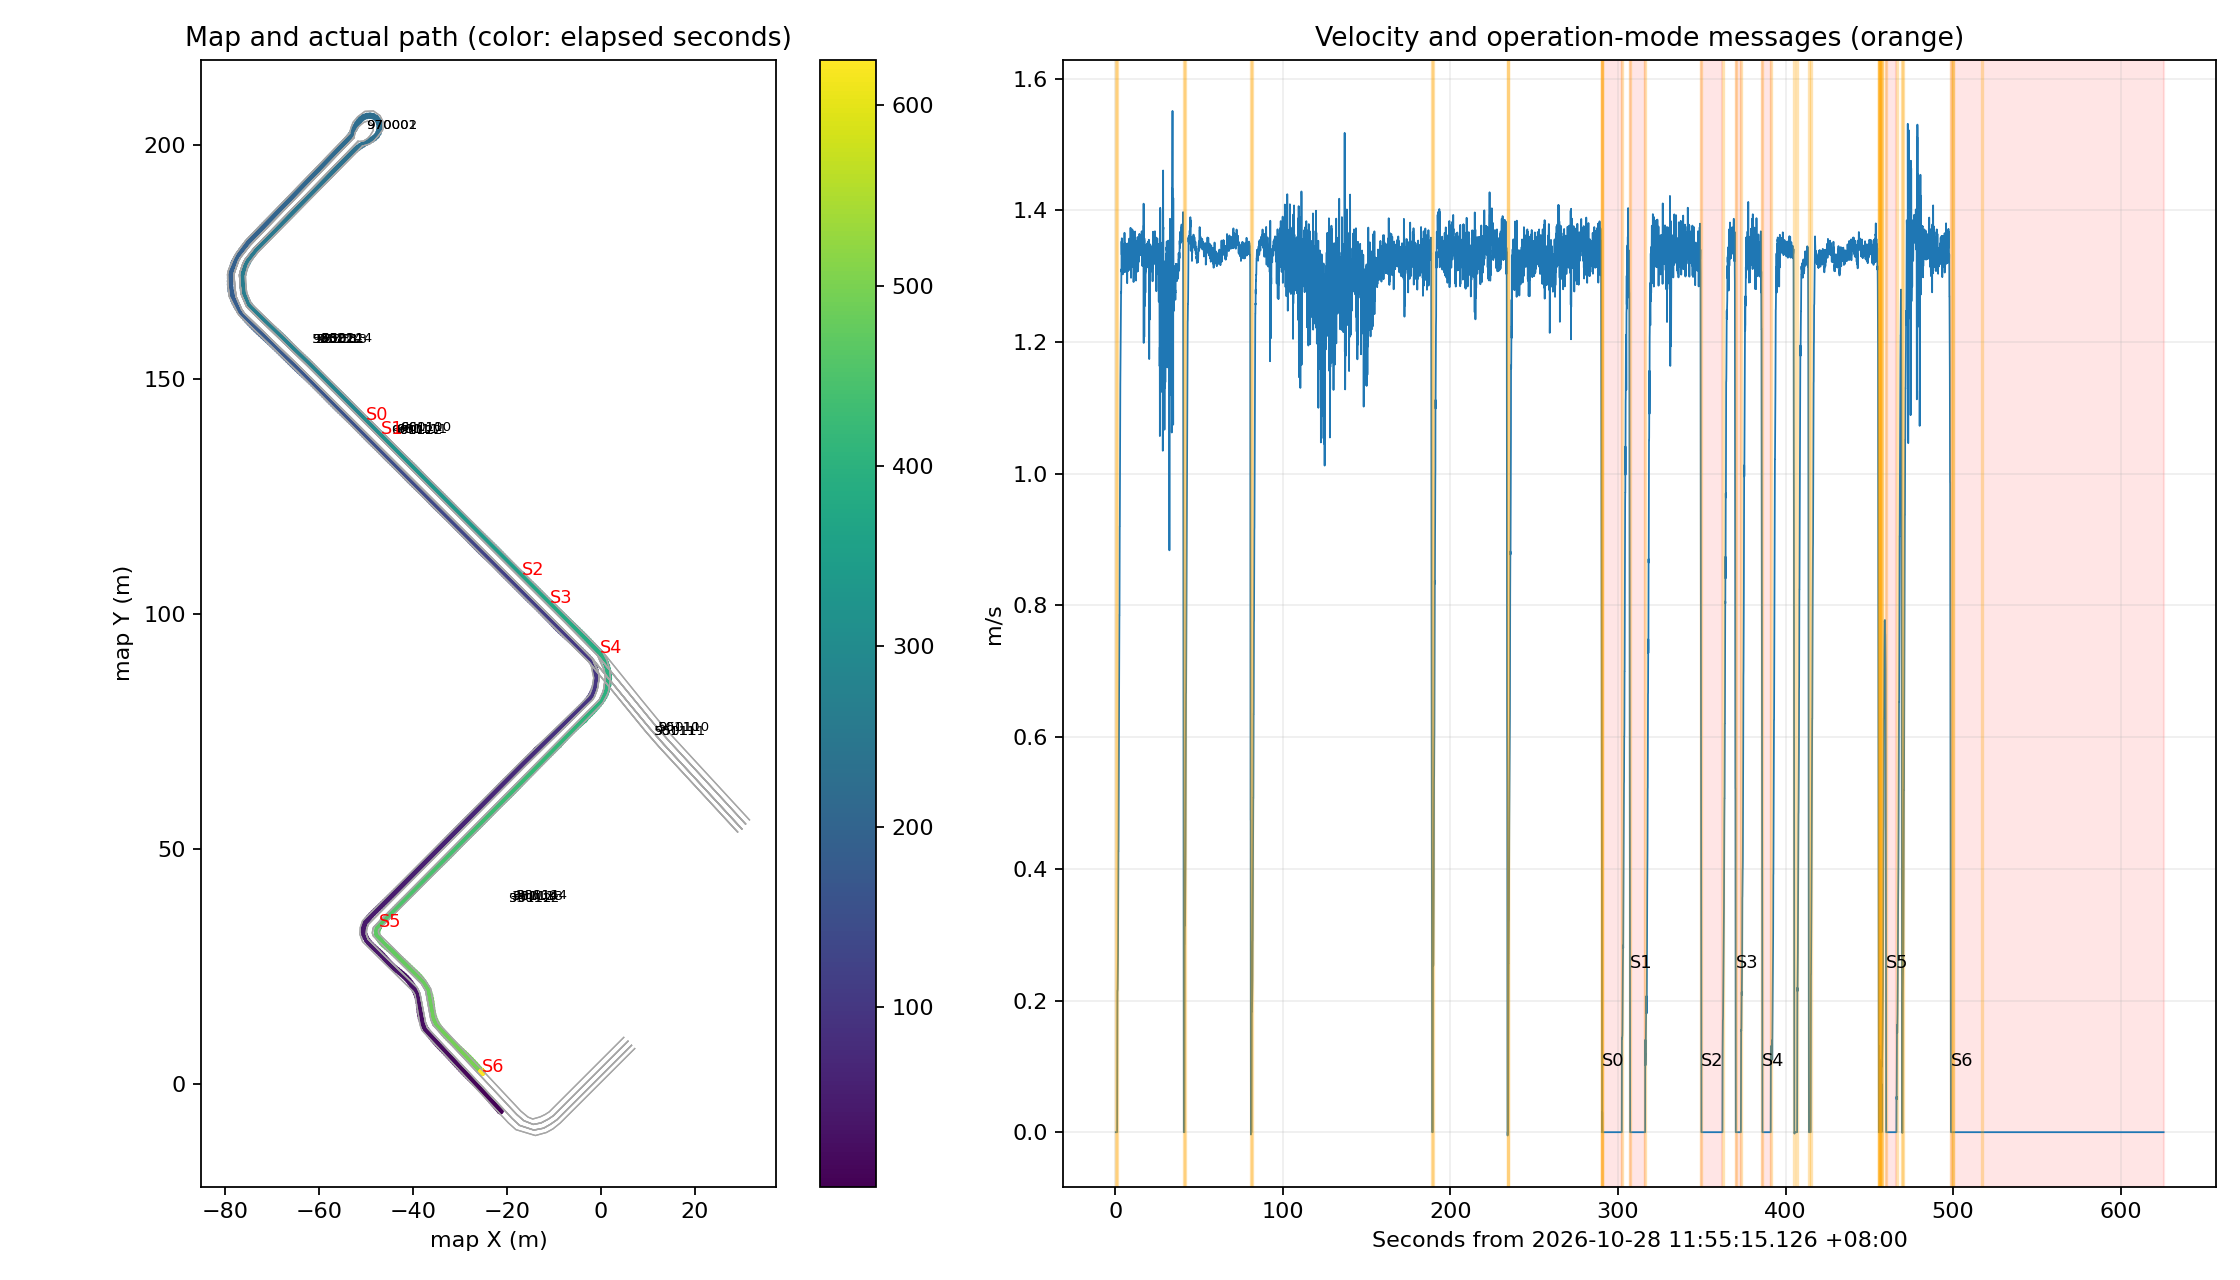 Map and actual path (color: elapsed seconds)
200
150
100
50
0
map Y (m)
−80
−60
−40
−20
0
20
map X (m)
S0
S1
S2
S3
S4
S5
S6
600
500
400
300
200
100
Velocity and operation-mode messages (orange)
1.6
1.4
1.2
1.0
0.8
0.6
0.4
0.2
0.0
m/s
S1
S3
S5
S0
S2
S4
S6
0
100
200
300
400
500
600
Seconds from 2026-10-28 11:55:15.126 +08:00